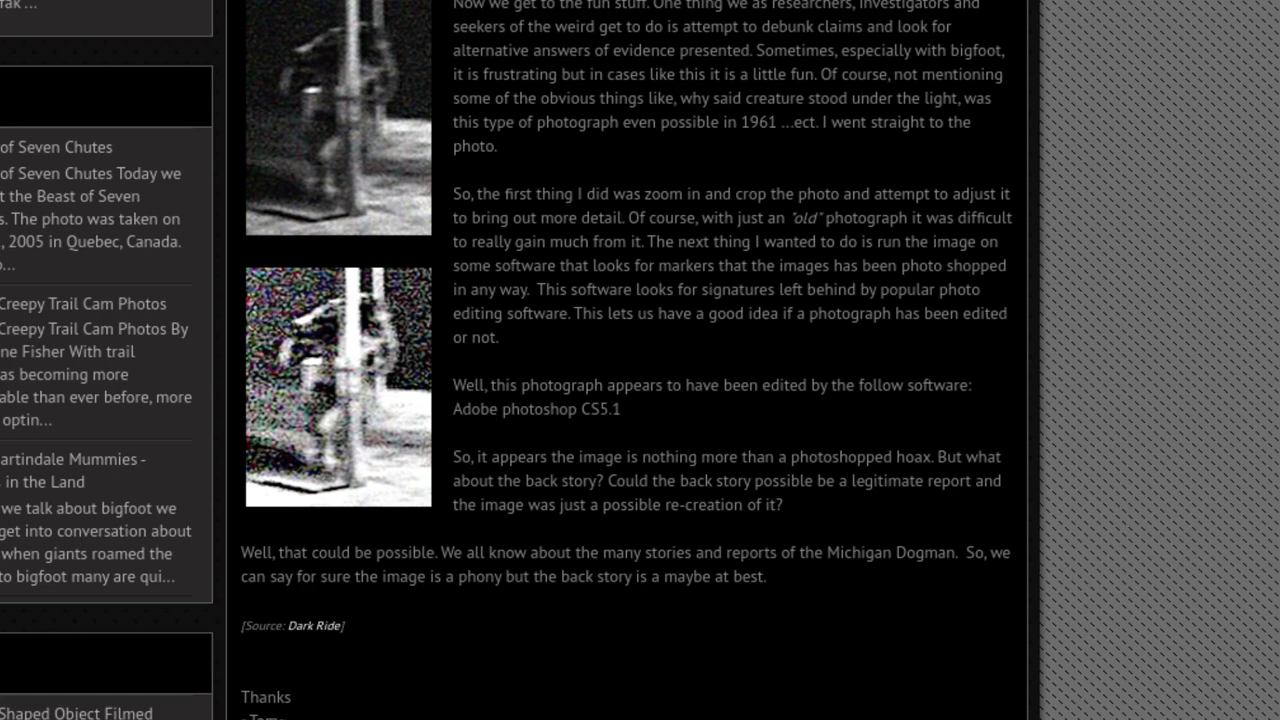 of Seven Chutes
of Seven Chutes Today we
t the Beast of Seven
s. The photo was taken on
, 2005 in Quebec, Canada.
o...
Creepy Trail Cam Photos
Creepy Trail Cam Photos By
ne Fisher With trail
as becoming more
able than ever before, more
optin...
artindale Mummies -
s in the Land
we talk about bigfoot we
get into conversation about
when giants roamed the
to bigfoot many are qui...
Shaped Object Filmed
Now we get to the fun stuff. One thing we as researchers, investigators and
seekers of the weird get to do is attempt to debunk claims and look for
alternative answers of evidence presented. Sometimes, especially with bigfoot,
it is frustrating but in cases like this it is a little fun. Of course, not mentioning
some of the obvious things like, why said creature stood under the light, was
this type of photograph even possible in 1961 ...ect. I went straight to the
photo.
So, the first thing I did was zoom in and crop the photo and attempt to adjust it
to bring out more detail. Of course, with just an "old" photograph it was difficult
to really gain much from it. The next thing I wanted to do is run the image on
some software that looks for markers that the images has been photo shopped
in any way. This software looks for signatures left behind by popular photo
editing software. This lets us have a good idea if a photograph has been edited
or not.
Well, this photograph appears to have been edited by the follow software:
Adobe photoshop CS5.1
So, it appears the image is nothing more than a photoshopped hoax. But what
about the back story? Could the back story possible be a legitimate report and
the image was just a possible re-creation of it?
Well, that could be possible. We all know about the many stories and reports of the Michigan Dogman. So, we
can say for sure the image is a phony but the back story is a maybe at best.
[Source: Dark Ride]
Thanks